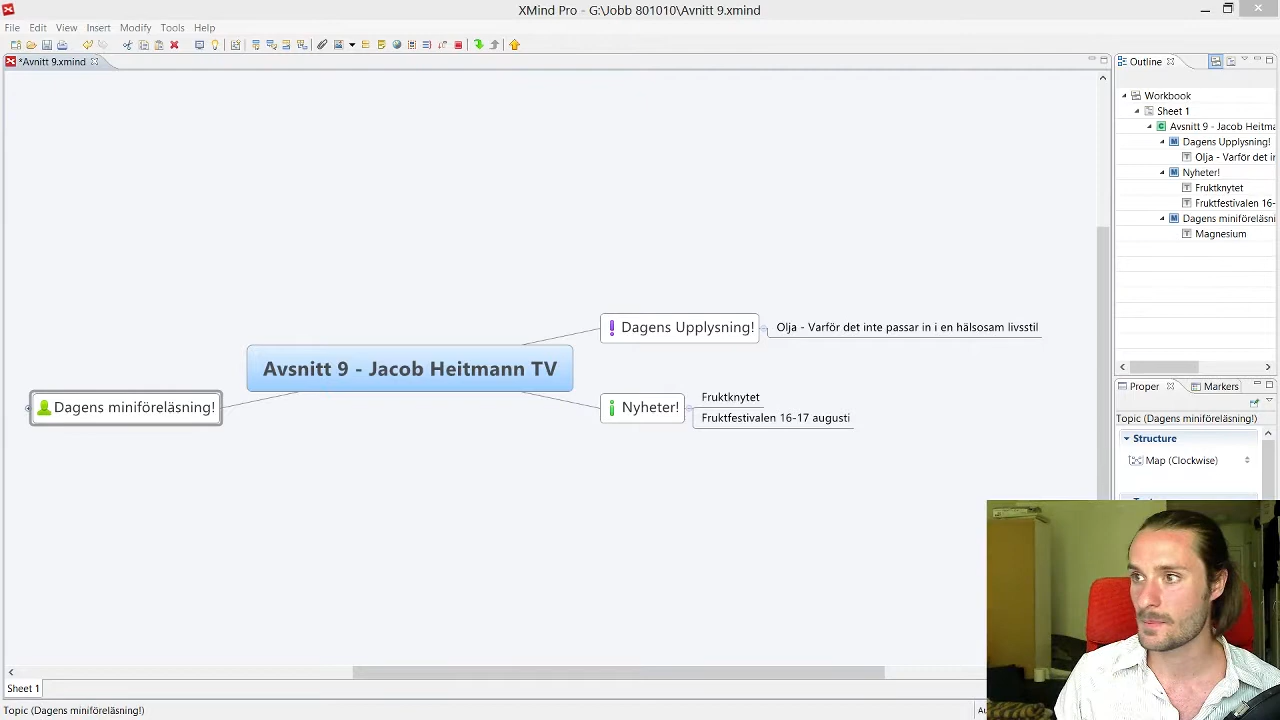 XMind Pro - G:\Jobb 801010\Avnitt 9.xmind
File Edit View Insert Modify Tools Help
*Avnitt 9.xmind
Outline
Workbook
Sheet 1
Avsnitt 9 - Jacob Heitm
Dagens Upplysning!
Olja - Varför det in
Nyheter!
Fruktknytet
Fruktfestivalen 16-
Dagens miniföreläsni
Magnesium
Dagens Upplysning!
Olja - Varför det inte passar in i en hälsosam livsstil
Avsnitt 9 - Jacob Heitmann TV
Dagens miniföreläsning!
Nyheter!
Fruktknytet
Fruktfestivalen 16-17 augusti
Proper
Markers
Topic (Dagens miniföreläsning!)
Structure
Map (Clockwise)
Sheet 1
Topic (Dagens miniföreläsning!)